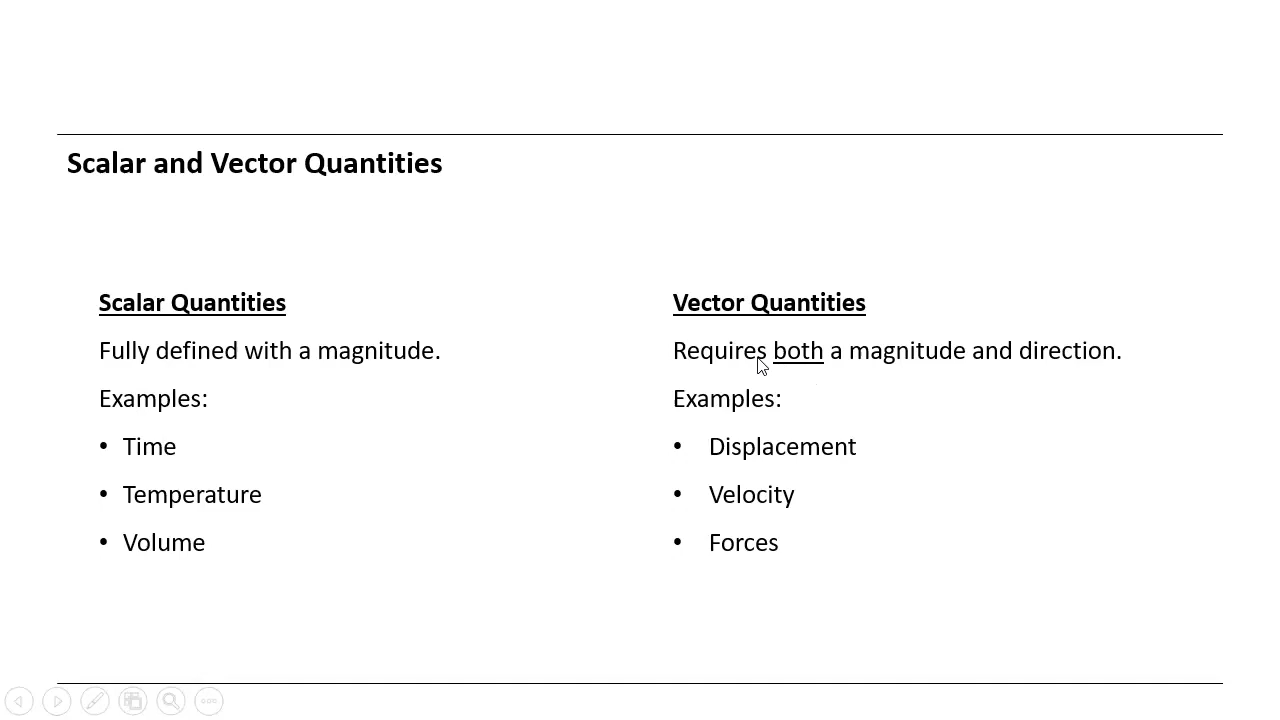 Scalar and Vector Quantities
Scalar Quantities
Fully defined with a magnitude.
Examples:
• Time
• Temperature
• Volume
Vector Quantities
Requires both a magnitude and direction.
Examples:
• Displacement
• Velocity
• Forces